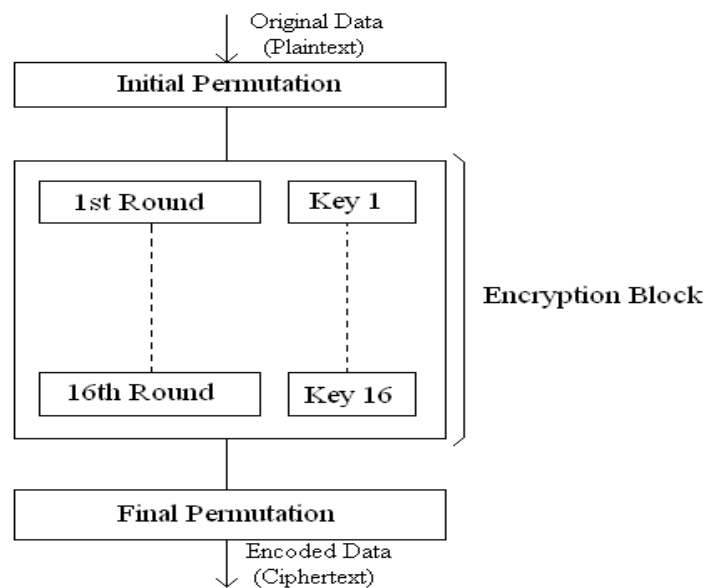 Original Data
(Plaintext)
Initial Permutation
1st Round
Key 1
Encryption Block
16th Round
Key 16
Final Permutation
Encoded Data
(Ciphertext)